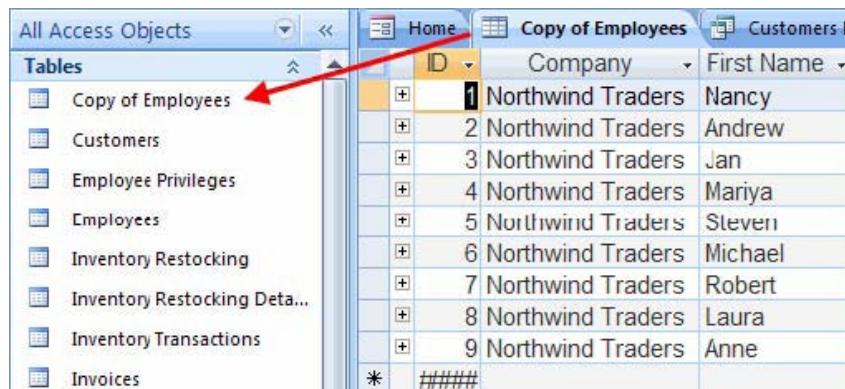 All Access Objects
Tables
Copy of Employees
Customers
Employee Privileges
Employees
Inventory Restocking
Inventory Restocking Deta...
Inventory Transactions
Invoices
Home Copy of Employees Customers
ID Company First Name
1 Northwind Traders Nancy
2 Northwind Traders Andrew
3 Northwind Traders Jan
4 Northwind Traders Mariya
5 Northwind Traders Steven
6 Northwind Traders Michael
7 Northwind Traders Robert
8 Northwind Traders Laura
9 Northwind Traders Anne
* #####